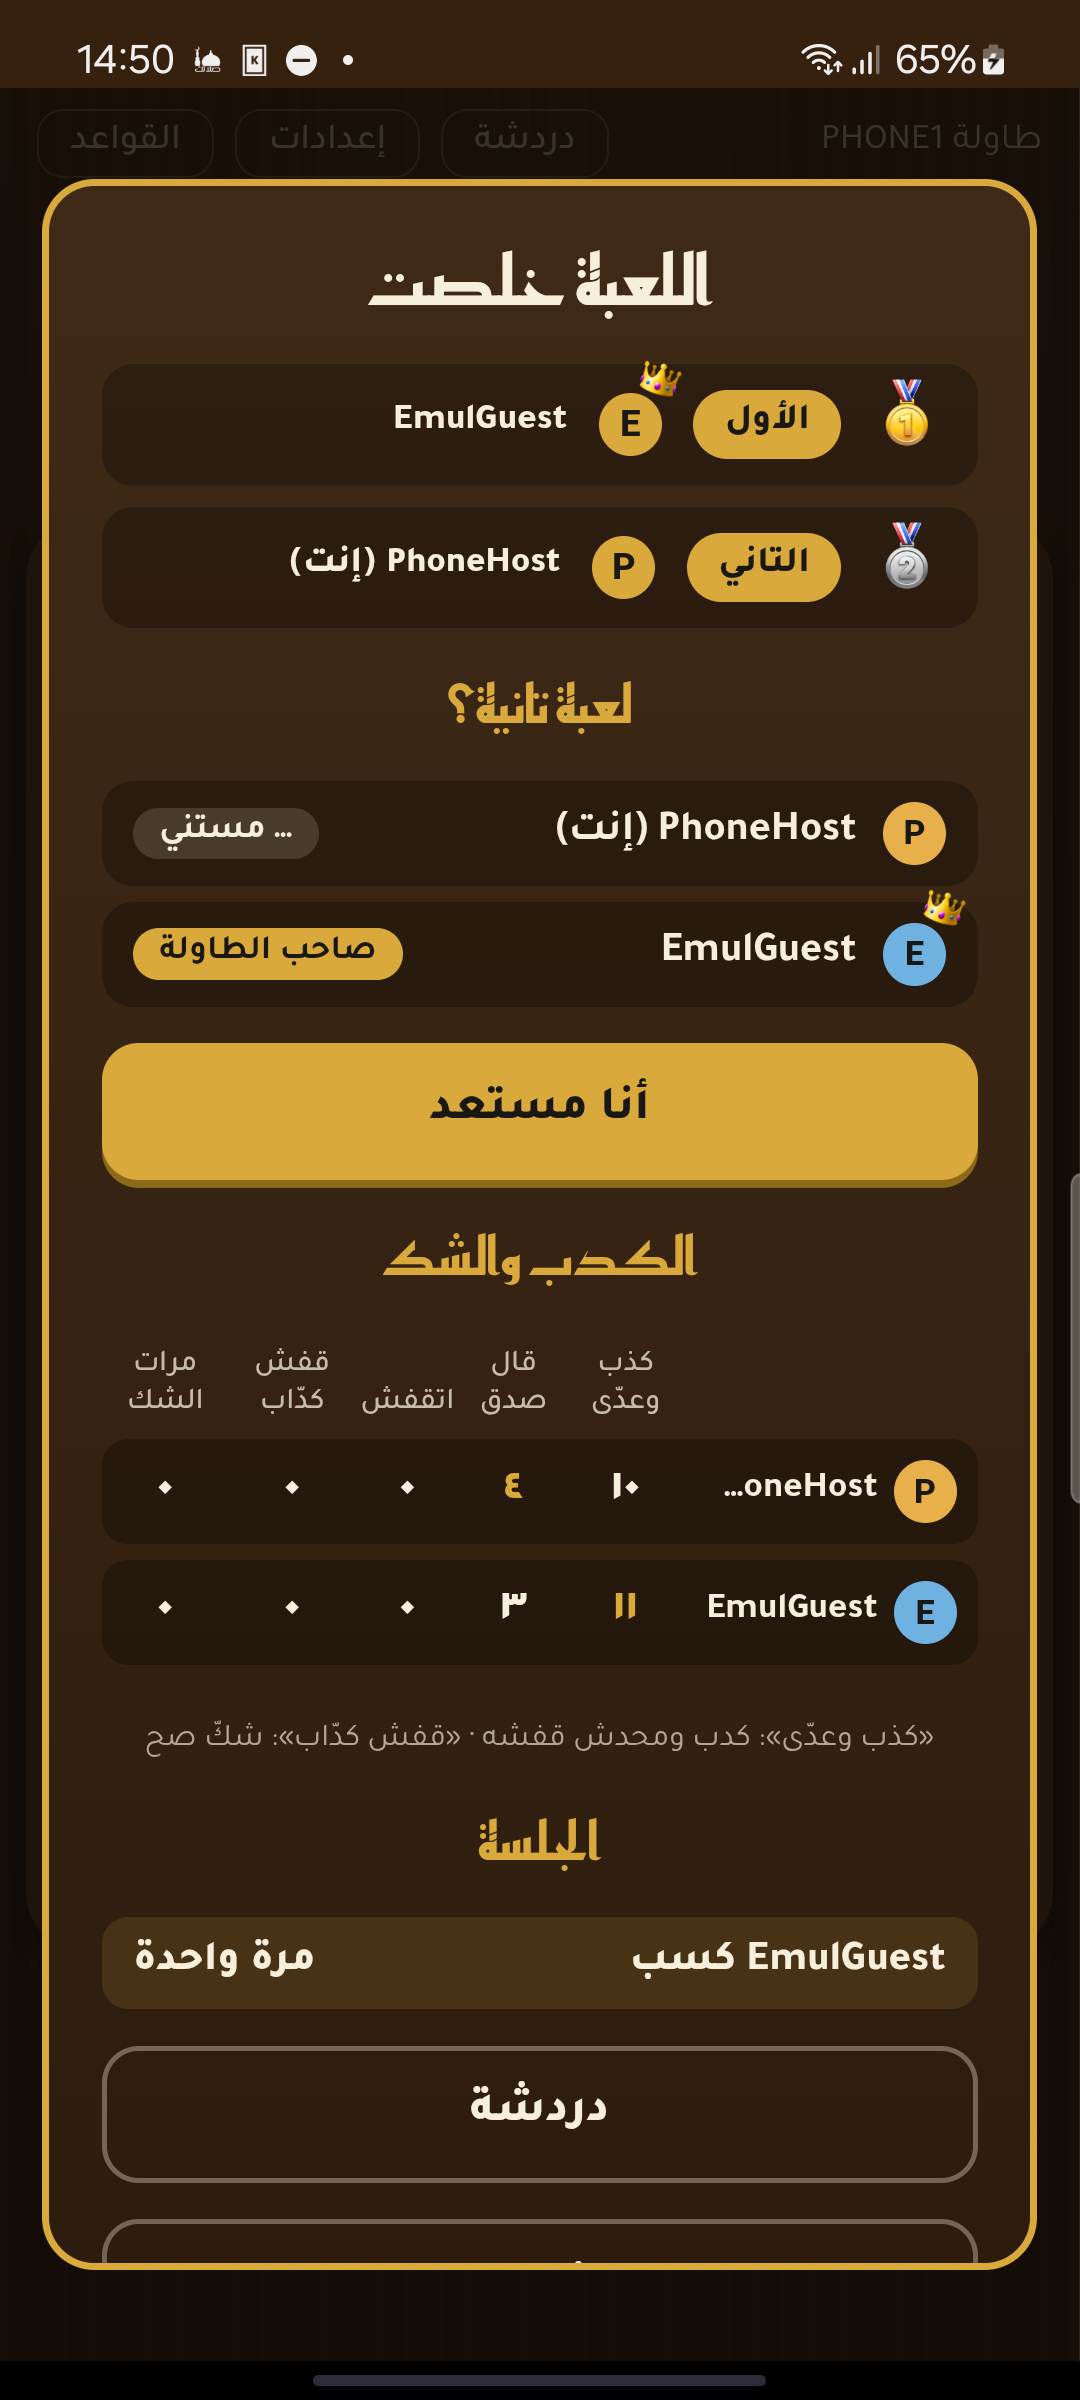 14:50
65%
طاولة PHONE1
دردشة
إعدادات
القواعد
اللعبة خلصت
1 الأول E EmulGuest
2 التاني P PhoneHost (إنت)
لعبة تانية؟
P PhoneHost (إنت) مستني ...
E EmulGuest صاحب الطاولة
أنا مستعد
الكدب والشك
كذب وعدّى
قال صدق
اتقفش
قفش كدّاب
مرات الشك
P ...oneHost ١٠ ٤ ٠ ٠ ٠
E EmulGuest ١١ ٣ ٠ ٠ ٠
«كذب وعدّى»: كدب ومحدش قفشه · «قفش كدّاب»: شكّ صح
الجلسة
EmulGuest كسب مرة واحدة
دردشة